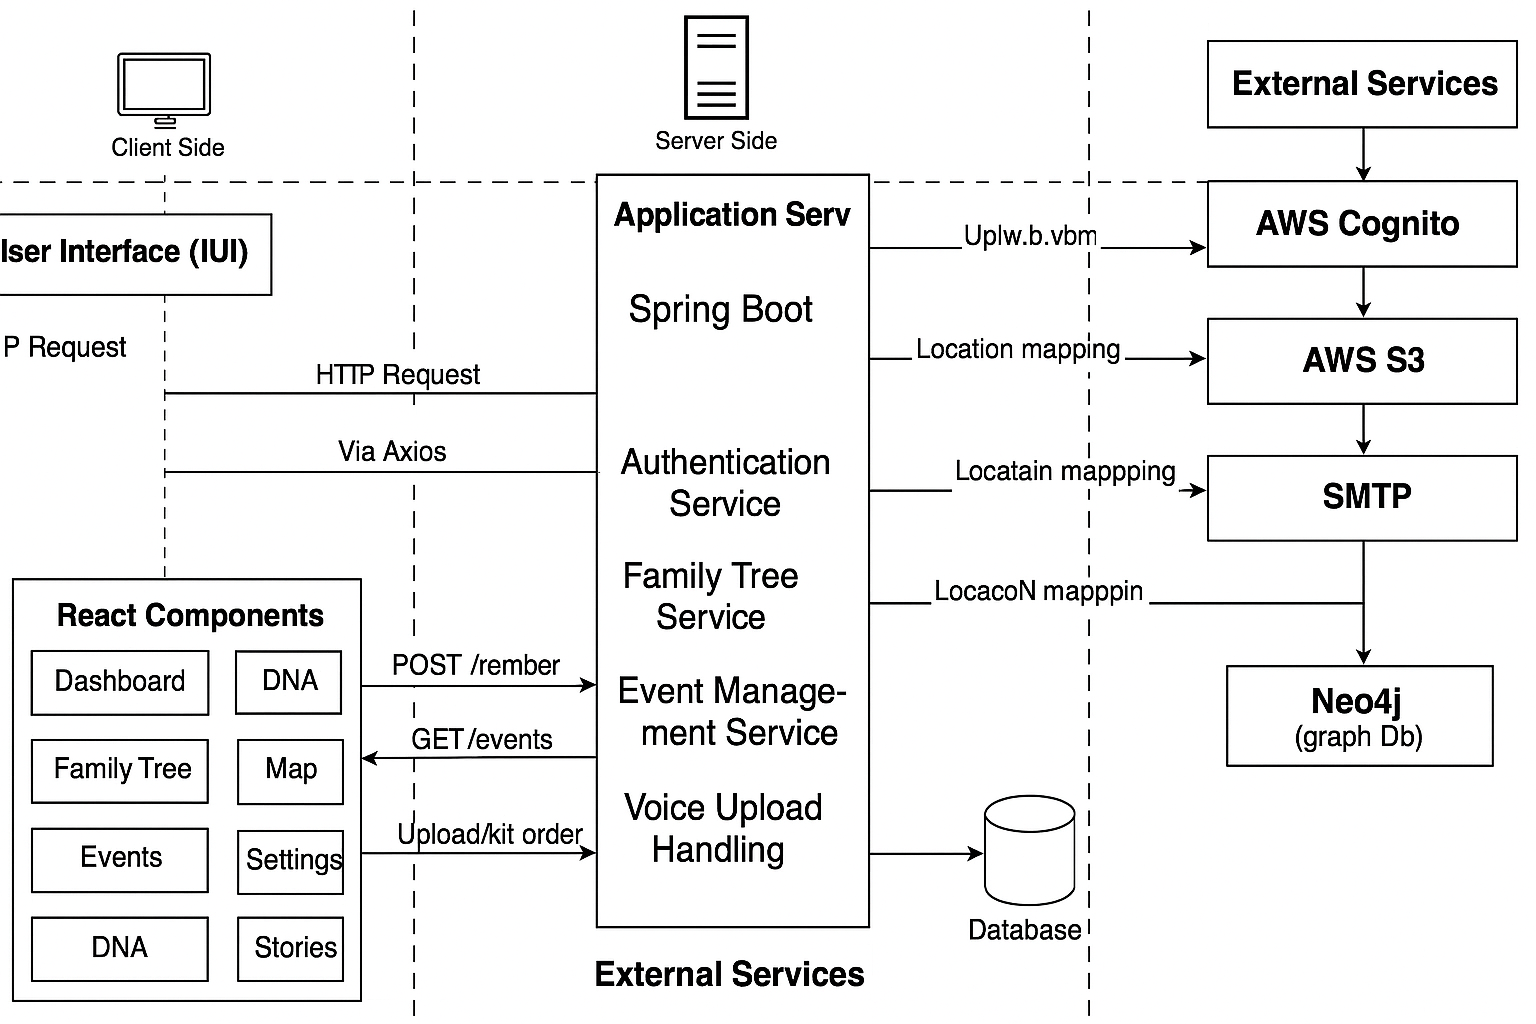 Client Side
Server Side
External Services
lser Interface (IUI)
P Request
HTTP Request
Via Axios
Application Serv
Spring Boot
Authentication
Service
Family Tree
Service
Event Manage-
ment Service
Voice Upload
Handling
External Services
Uplw.b.vbm
Location mapping
Locatain mappping
LocacoN mapppin
AWS Cognito
AWS S3
SMTP
Neo4j
(graph Db)
React Components
Dashboard
DNA
Family Tree
Map
Events
Settings
DNA
Stories
POST /rember
GET/events
Upload/kit order
Database